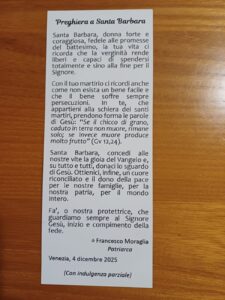 Preghiera a Santa Barbara
Santa Barbara, donna forte e
coraggiosa, fedele alle promesse
del battesimo, la tua vita ci
ricorda che la verginità rende
liberi e capaci di spendersi
totalmente e sino alla fine per il
Signore.
Con il tuo martirio ci ricordi anche
come non esista un bene facile e
che il bene soffre sempre
persecuzioni. In te, che
appartieni alla schiera dei santi
martiri, prendono forma le parole
di Gesù: "Se il chicco di grano,
caduto in terra non muore, rimane
solo; se invece muore produce
molto frutto" (Gv 12,24).
Santa Barbara, concedi alle
nostre vite la gioia del Vangelo e,
su tutti e tutto, donaci lo sguardo
di Gesù. Ottienici, infine, un cuore
riconciliato e il dono della pace
per le nostre famiglie, per la
nostra patria, per il mondo
intero.
Fa', o nostra protettrice, che
guardiamo sempre al Signore
Gesù, inizio e compimento della
fede.
+ Francesco Moraglia
Patriarca
Venezia, 4 dicembre 2025
(Con indulgenza parziale)